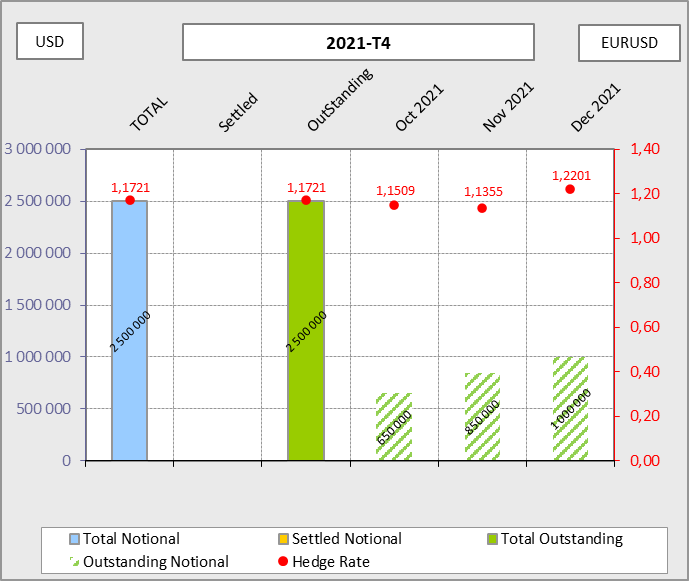 USD
2021-T4
EURUSD
TOTAL
Settled
OutStanding
Oct 2021
Nov 2021
Dec 2021
3 000 000
2 500 000
2 000 000
1 500 000
1 000 000
500 000
0
1,40
1,20
1,00
0,80
0,60
0,40
0,20
0,00
1,1721
1,1721
1,1509
1,1355
1,2201
2 500 000
2 500 000
650 000
850 000
1 000 000
Total Notional
Settled Notional
Total Outstanding
Outstanding Notional
Hedge Rate